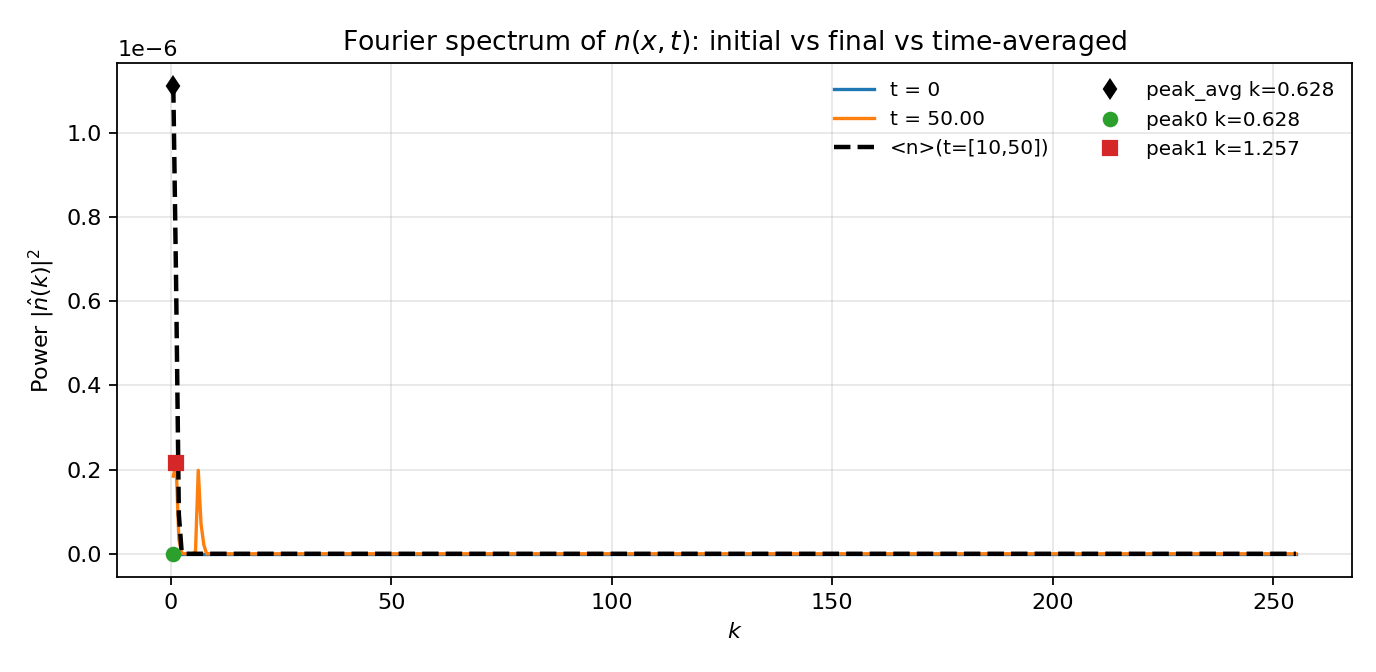 Fourier spectrum of n(x, t): initial vs final vs time-averaged
1e−6
Power |n̂(k)|²
1.0
0.8
0.6
0.4
0.2
0.0
0
50
100
150
200
250
k
t = 0
t = 50.00
<n>(t=[10,50])
peak_avg k=0.628
peak0 k=0.628
peak1 k=1.257